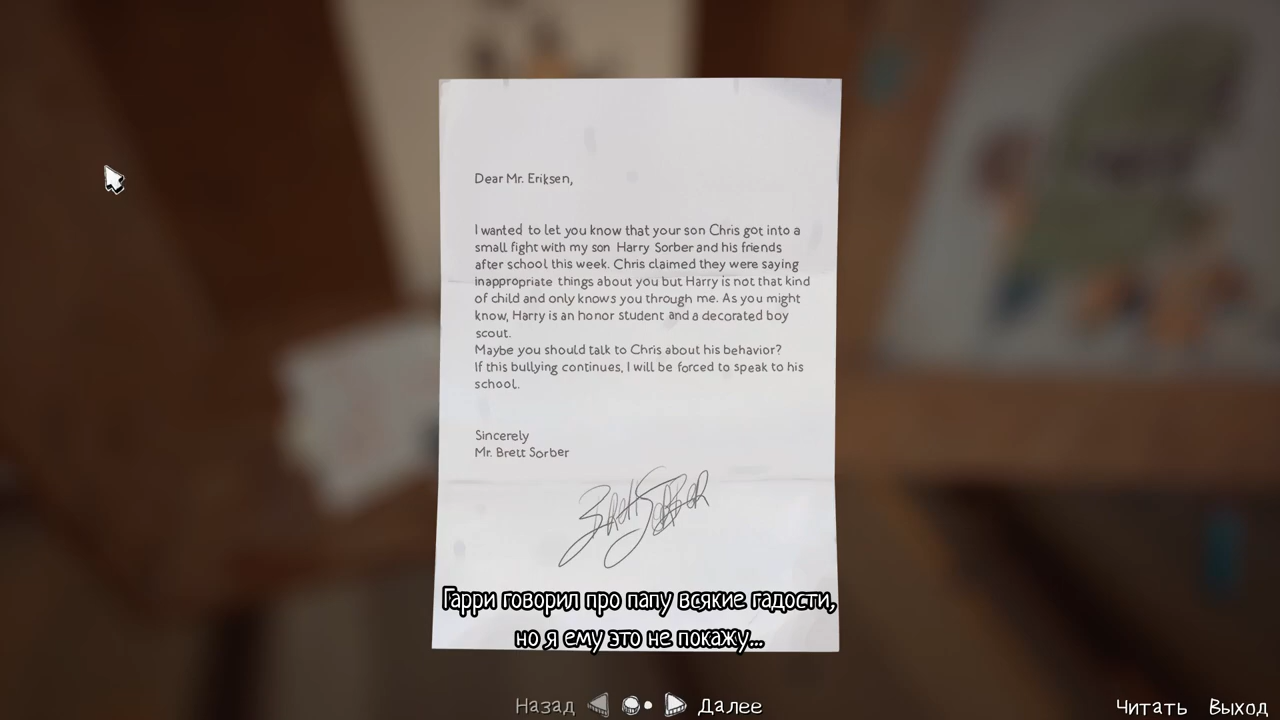 Dear Mr. Eriksen,
I wanted to let you know that your son Chris got into a
small fight with my son Harry Sorber and his friends
after school this week. Chris claimed they were saying
inappropriate things about you but Harry is not that kind
of child and only knows you through me. As you might
know, Harry is an honor student and a decorated boy
scout.
Maybe you should talk to Chris about his behavior?
If this bullying continues, I will be forced to speak to his
school.
Sincerely
Mr. Brett Sorber
Brett Sorber
Гарри говорил про папу всякие гадости,
но я ему это не покажу...
Назад Далее Читать Выход